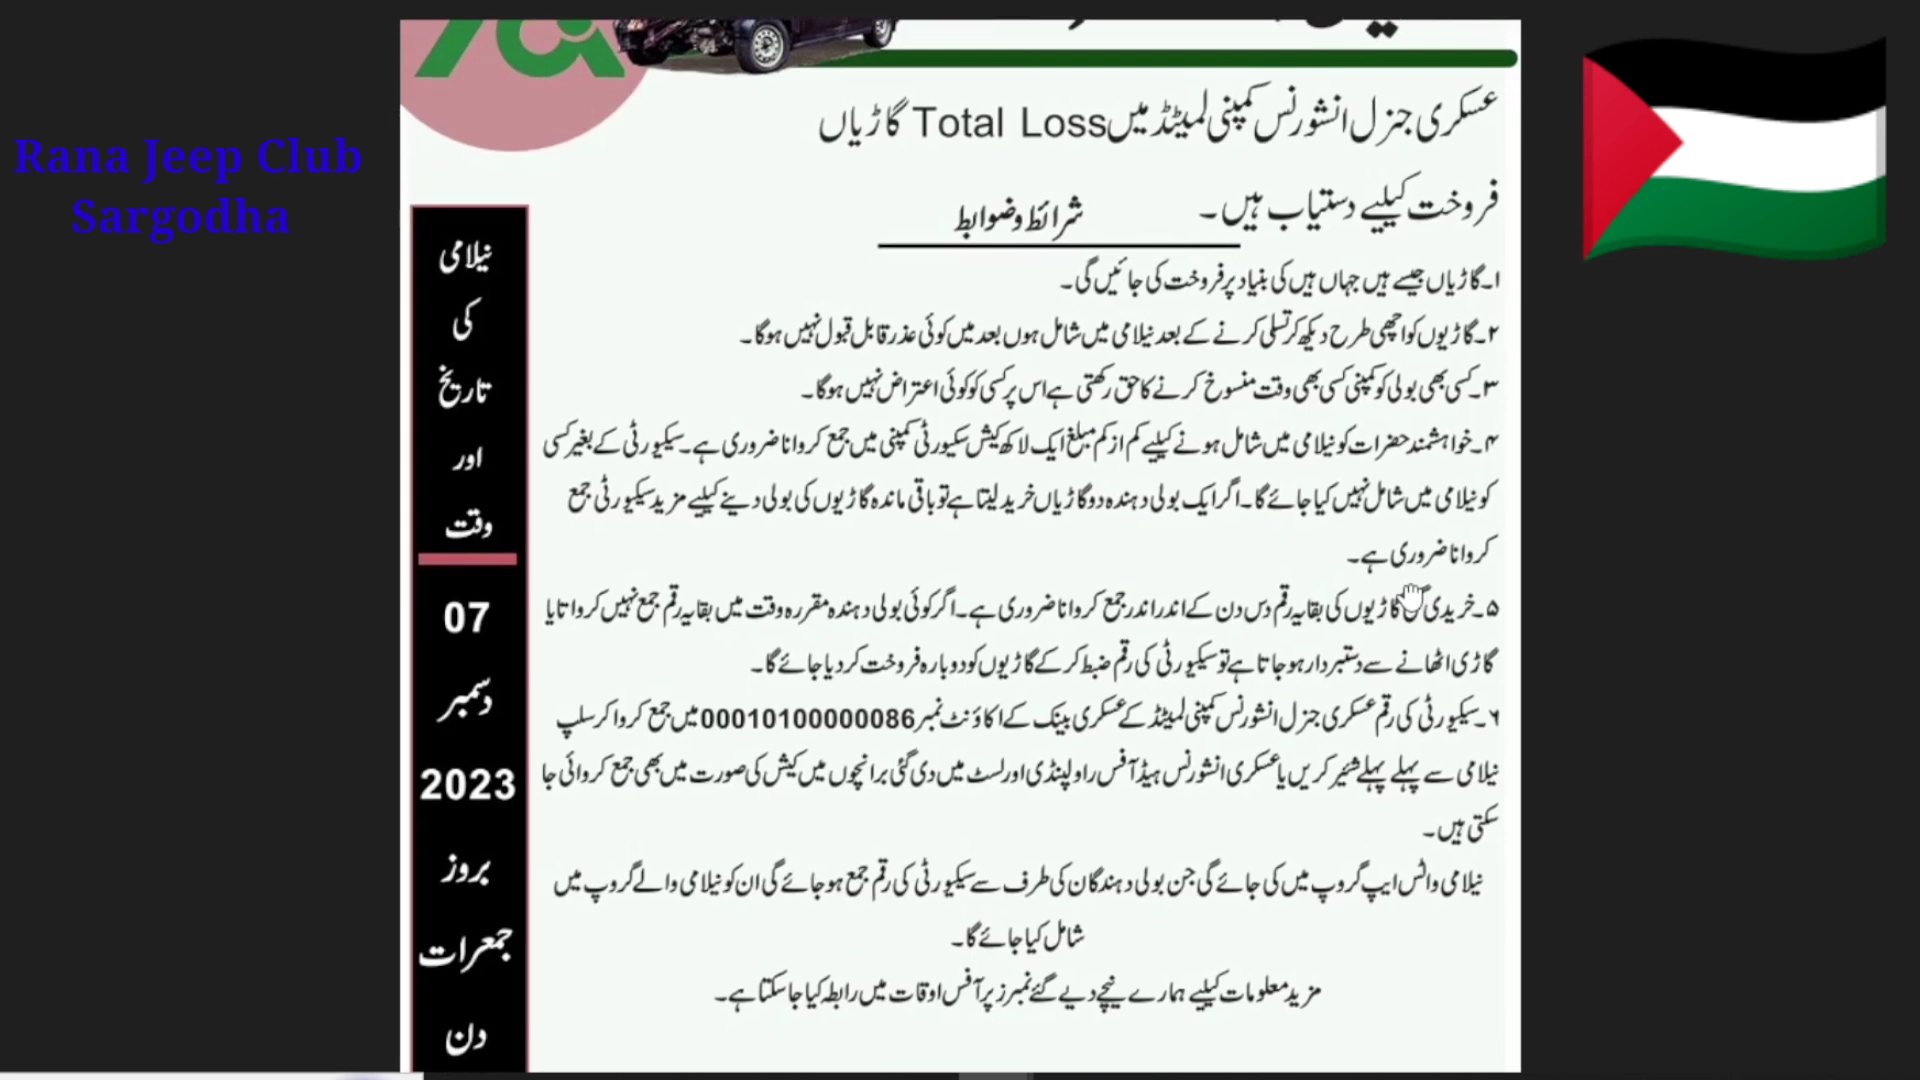 Rana Jeep Club
Sargodha
عسکری جنرل انشورنس کمپنی لمیٹڈ میں Total Loss گاڑیاں
فروخت کیلیے دستیاب ہیں۔
شرائط و ضوابط
۱۔گاڑیاں جیسے ہیں جہاں ہیں کی بنیاد پر فروخت کی جائیں گی۔
۲۔گاڑیوں کو اچھی طرح دیکھ کر تسلی کرنے کے بعد نیلامی میں شامل ہوں بعد میں کوئی عذر قابل قبول نہیں ہوگا۔
۳۔کسی بھی بولی کو کمپنی کسی بھی وقت منسوخ کرنے کا حق رکھتی ہے اس پر کسی کو کوئی اعتراض نہیں ہوگا۔
۴۔خواہشمند حضرات کو نیلامی میں شامل ہونے کیلیے کم از کم مبلغ ایک لاکھ کیش سکیورٹی کمپنی میں جمع کروانا ضروری ہے۔سیکیورٹی کے بغیر کسی
کو نیلامی میں شامل نہیں کیا جائے گا۔اگر ایک بولی دہندہ دو گاڑیاں خرید لیتا ہے تو باقی ماندہ گاڑیوں کی بولی دینے کیلیے مزید سیکیورٹی جمع
کروانا ضروری ہے۔
۵۔خریدی گئی گاڑیوں کی بقایہ رقم دس دن کے اندر اندر جمع کروانا ضروری ہے۔اگر کوئی بولی دہندہ مقررہ وقت میں بقایہ رقم جمع نہیں کرواتا یا
گاڑی اٹھانے سے دستبردار ہو جاتا ہے تو سیکیورٹی کی رقم ضبط کر کے گاڑیوں کو دوبارہ فروخت کر دیا جائے گا۔
۶۔سیکیورٹی کی رقم عسکری جنرل انشورنس کمپنی لمیٹڈ کے عسکری بینک کے اکاؤنٹ نمبر 00010100000086 میں جمع کروا کر سلپ
نیلامی سے پہلے پہلے شئیر کریں یا عسکری انشورنس ہیڈ آفس راولپنڈی اور لسٹ میں دی گئی برانچوں میں کیش کی صورت میں بھی جمع کروائی جا
سکتی ہیں۔
نیلامی واٹس ایپ گروپ میں کی جائے گی جن بولی دہندگان کی طرف سے سیکیورٹی کی رقم جمع ہو جائے گی ان کو نیلامی والے گروپ میں
شامل کیا جائے گا۔
مزید معلومات کیلیے ہمارے نیچے دیے گئے نمبرز پر آفس اوقات میں رابطہ کیا جا سکتا ہے۔
نیلامی
کی
تاریخ
اور
وقت
07
دسمبر
2023
بروز
جمعرات
دن